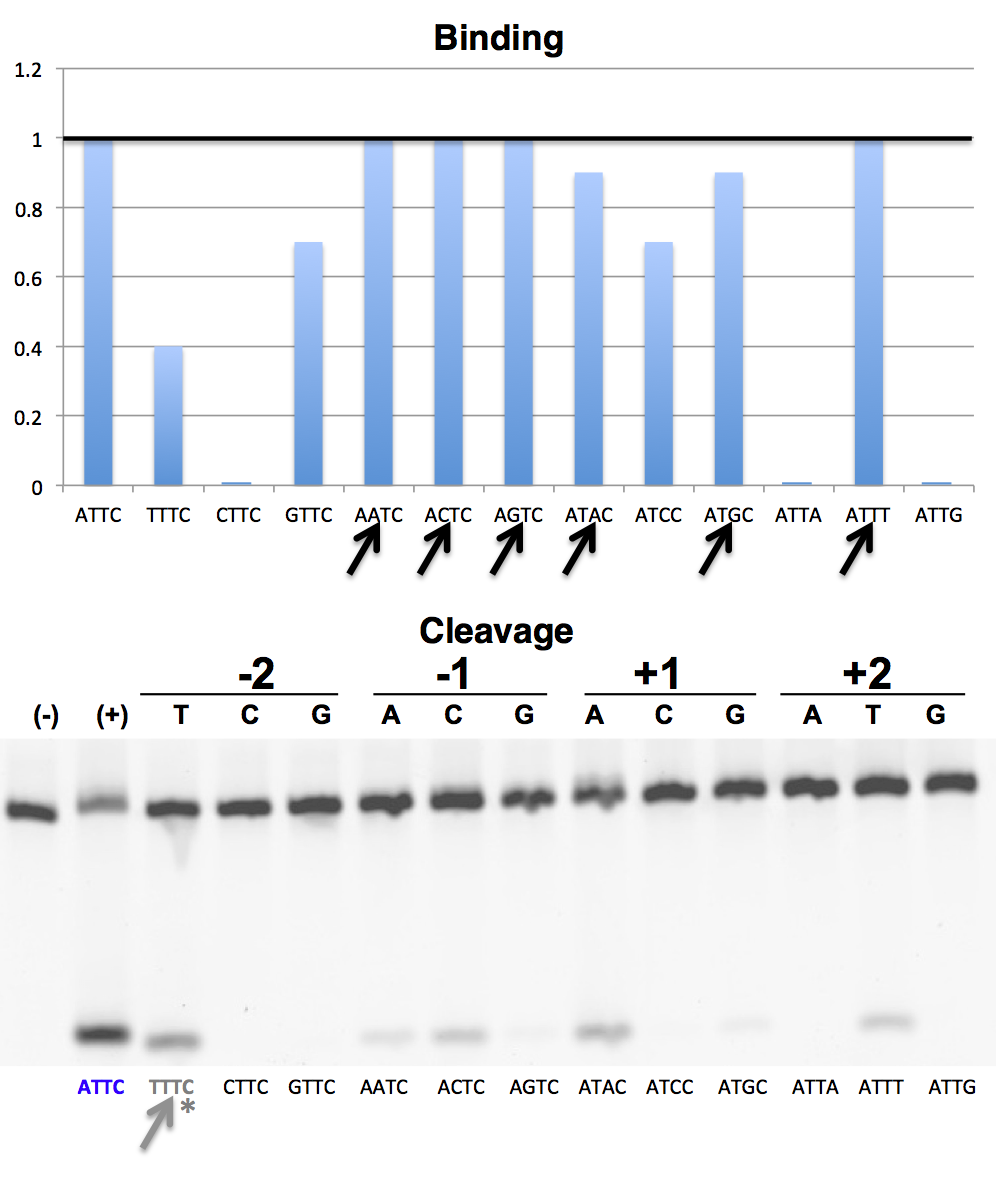 Binding
1.2
1
0.8
0.6
0.4
0.2
0
ATTC TTTC CTTC GTTC AATC ACTC AGTC ATAC ATCC ATGC ATTA ATTT ATTG
Cleavage
-2 -1 +1 +2
(-) (+) T C G A C G A C G A T G
ATTC TTTC CTTC GTTC AATC ACTC AGTC ATAC ATCC ATGC ATTA ATTT ATTG
*